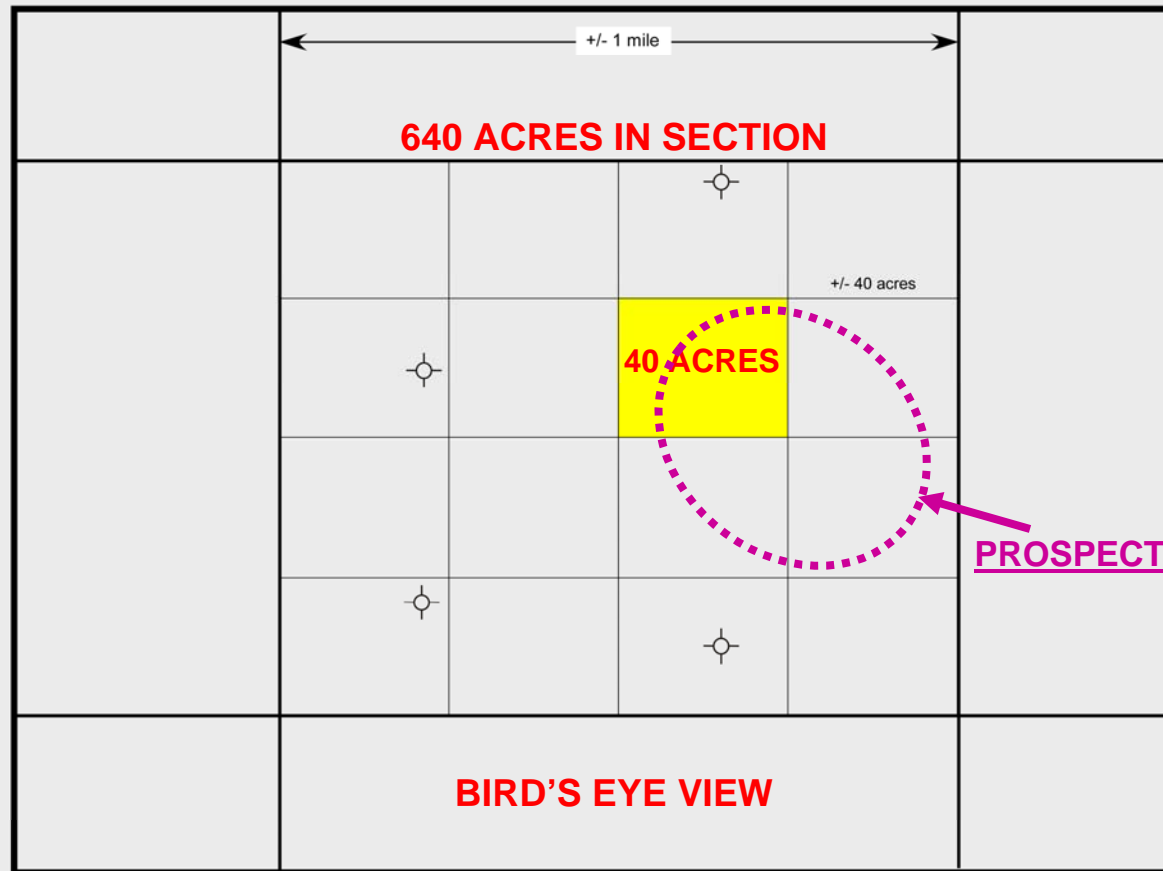 +/- 1 mile
640 ACRES IN SECTION
+/- 40 acres
40 ACRES
PROSPECT
BIRD'S EYE VIEW